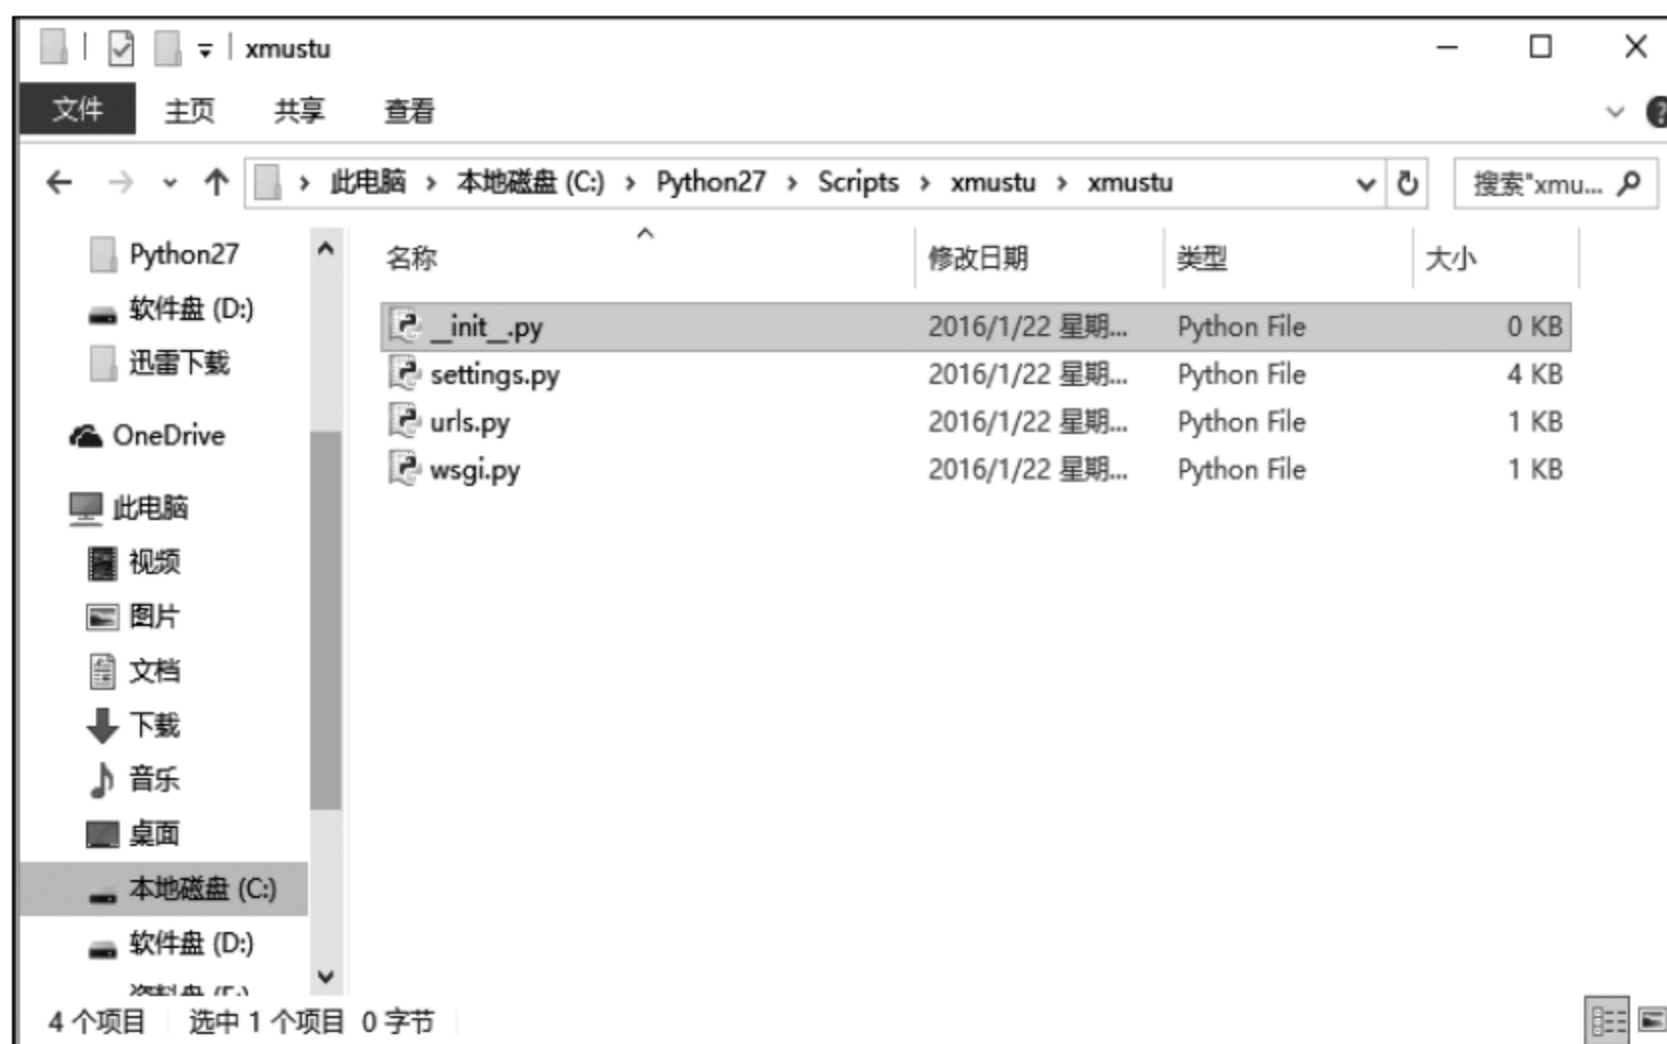 xmustu
文件 主页 共享 查看
此电脑 › 本地磁盘 (C:) › Python27 › Scripts › xmustu › xmustu
搜索"xmu...
Python27
软件盘 (D:)
迅雷下载
OneDrive
此电脑
视频
图片
文档
下载
音乐
桌面
本地磁盘 (C:)
软件盘 (D:)
名称 修改日期 类型 大小
__init__.py 2016/1/22 星期... Python File 0 KB
settings.py 2016/1/22 星期... Python File 4 KB
urls.py 2016/1/22 星期... Python File 1 KB
wsgi.py 2016/1/22 星期... Python File 1 KB
4 个项目 选中 1 个项目 0 字节